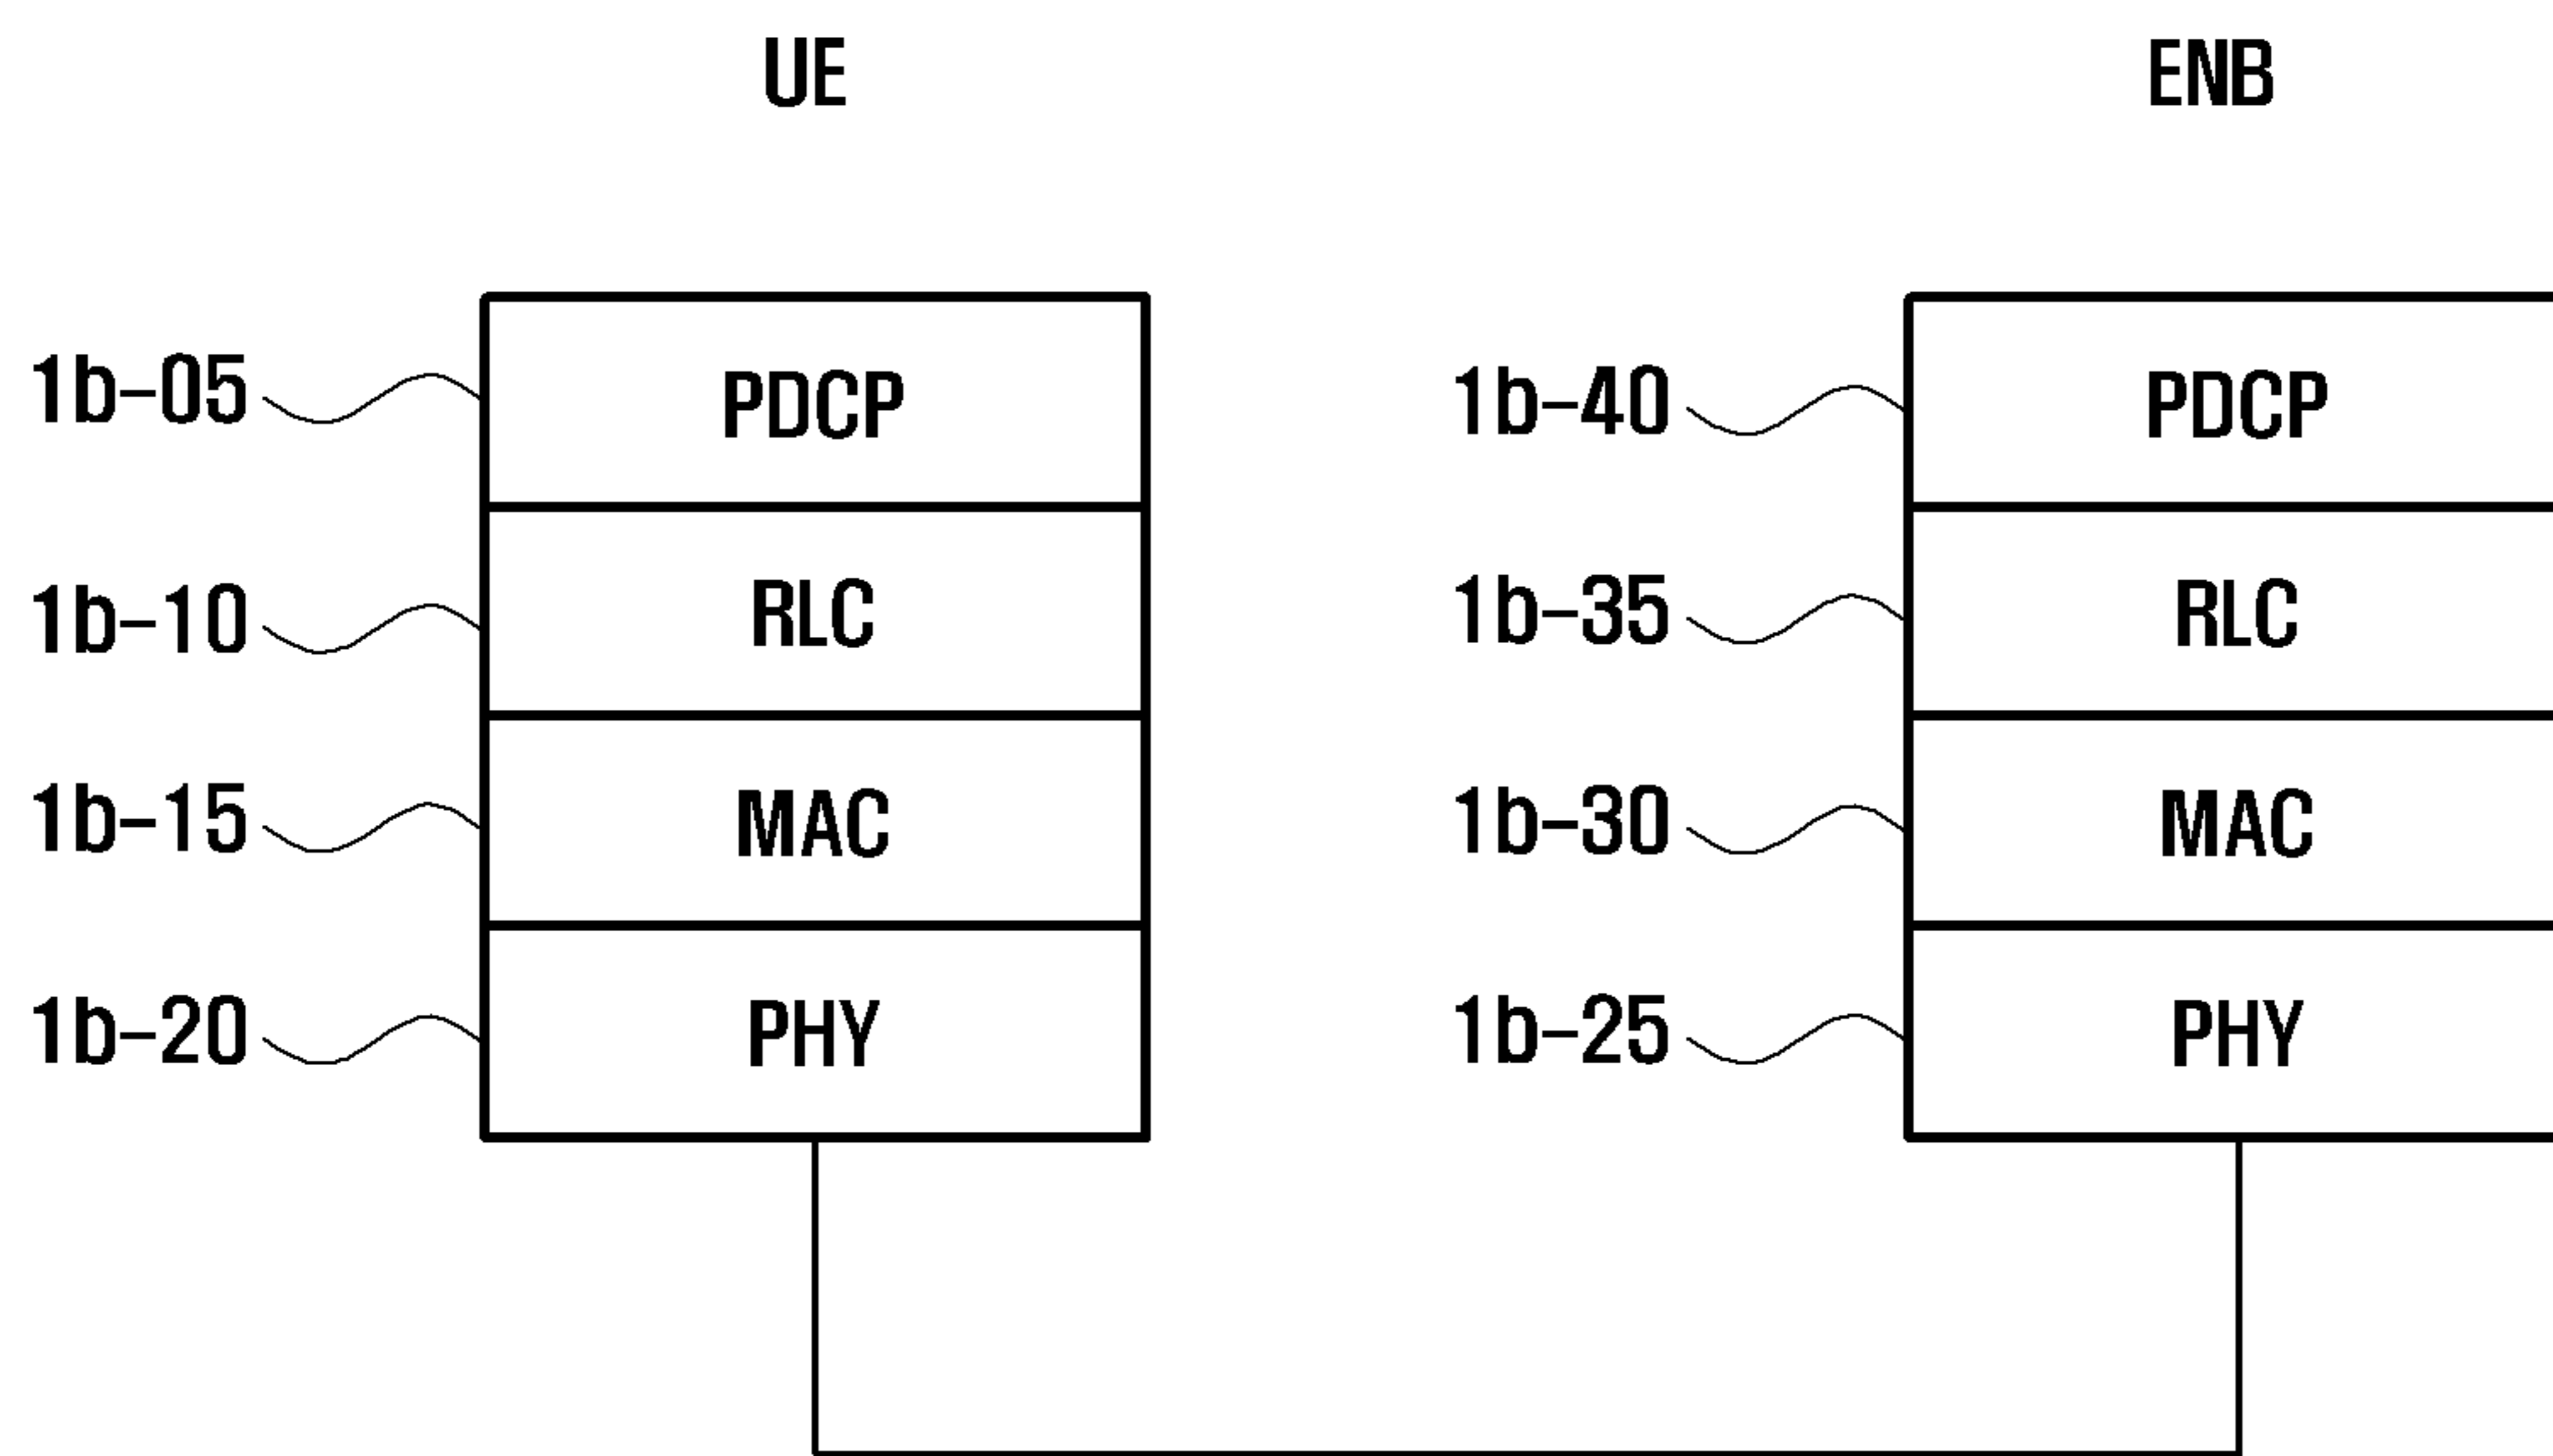 UE
ENB
1b-05
PDCP
1b-40
PDCP
1b-10
RLC
1b-35
RLC
1b-15
MAC
1b-30
MAC
1b-20
PHY
1b-25
PHY